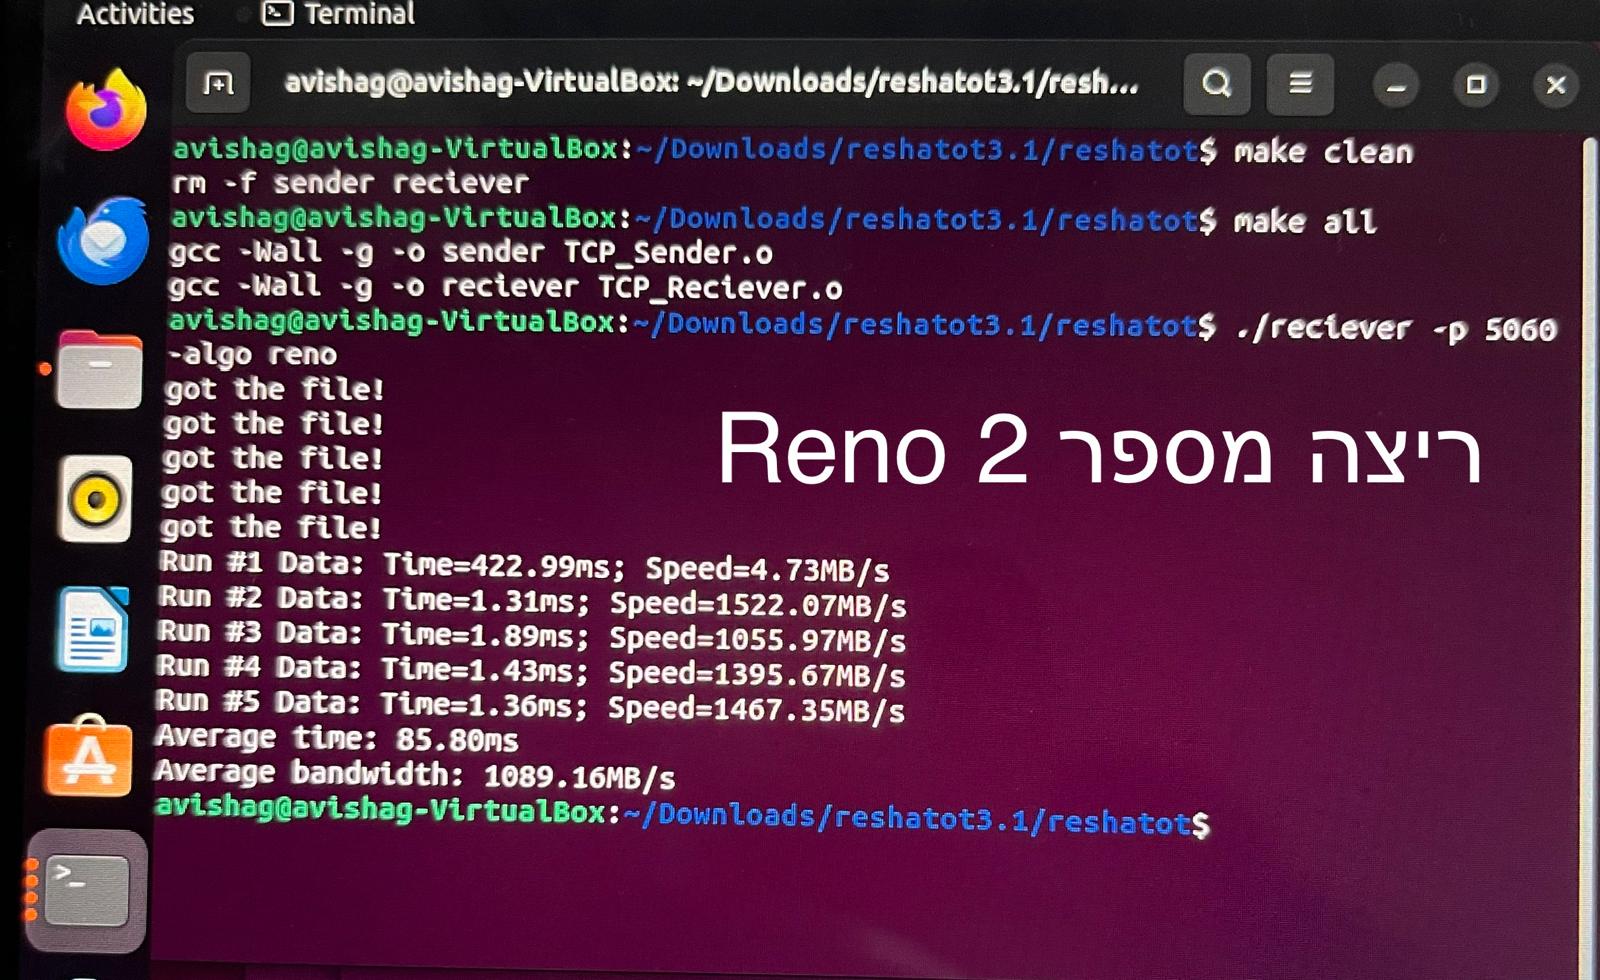 Activities Terminal
avishag@avishag-VirtualBox: ~/Downloads/reshatot3.1/resh...
avishag@avishag-VirtualBox:~/Downloads/reshatot3.1/reshatot$ make clean
rm -f sender reciever
avishag@avishag-VirtualBox:~/Downloads/reshatot3.1/reshatot$ make all
gcc -Wall -g -o sender TCP_Sender.o
gcc -Wall -g -o reciever TCP_Reciever.o
avishag@avishag-VirtualBox:~/Downloads/reshatot3.1/reshatot$ ./reciever -p 5060
-algo reno
got the file!
got the file!
got the file!
got the file!
got the file!
ריצה מספר 2 Reno
Run #1 Data: Time=422.99ms; Speed=4.73MB/s
Run #2 Data: Time=1.31ms; Speed=1522.07MB/s
Run #3 Data: Time=1.89ms; Speed=1055.97MB/s
Run #4 Data: Time=1.43ms; Speed=1395.67MB/s
Run #5 Data: Time=1.36ms; Speed=1467.35MB/s
Average time: 85.80ms
Average bandwidth: 1089.16MB/s
avishag@avishag-VirtualBox:~/Downloads/reshatot3.1/reshatot$